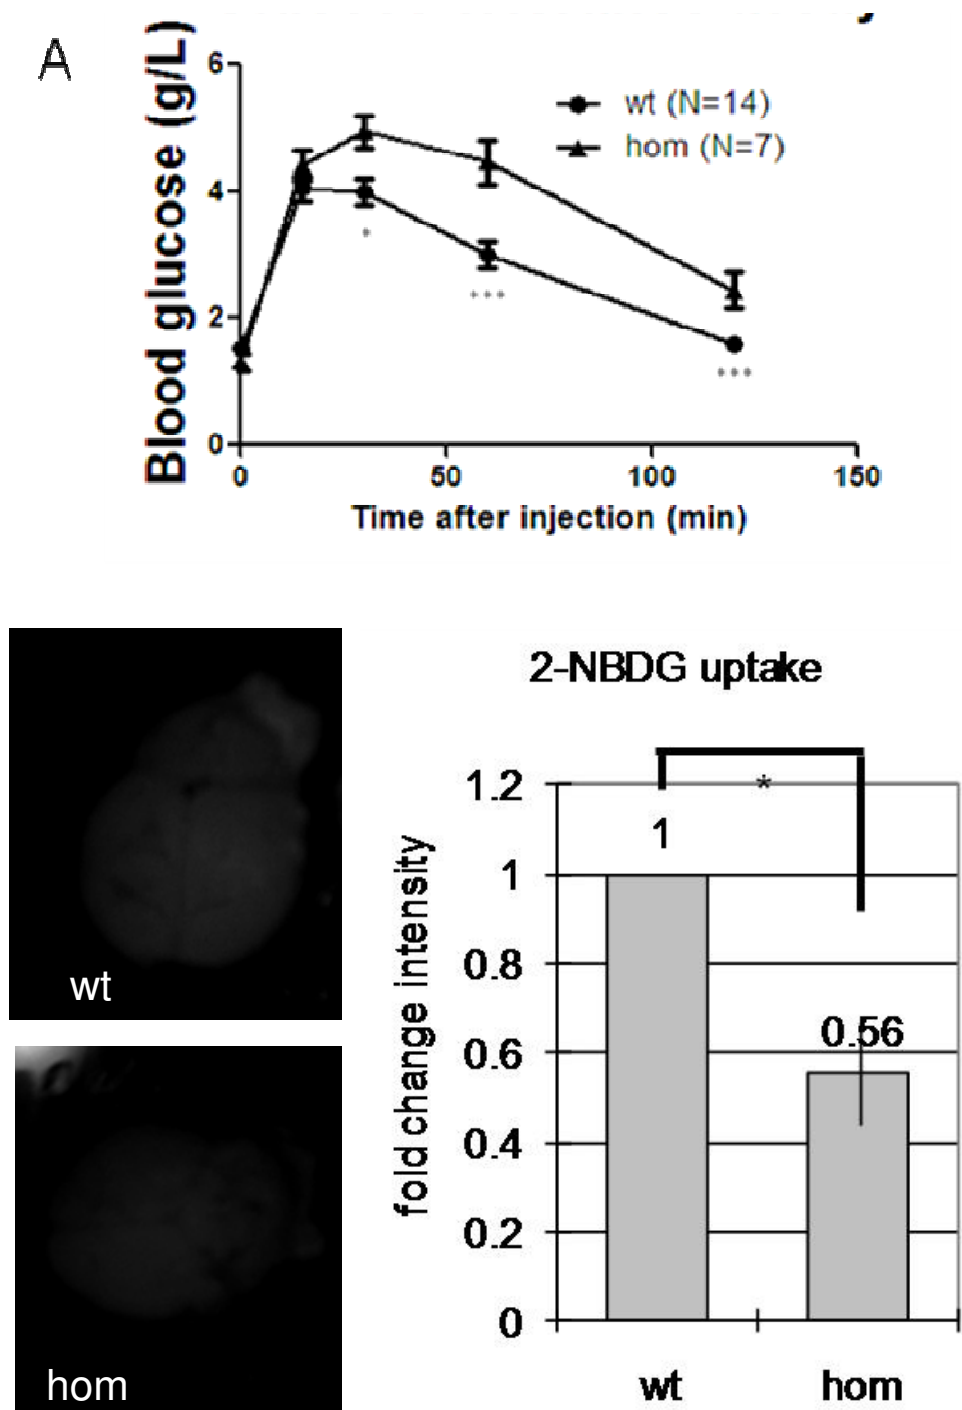 A
Blood glucose (g/L)
6
4
2
0
wt (N=14)
hom (N=7)
*
***
***
0 50 100 150
Time after injection (min)
wt
hom
2-NBDG uptake
fold change intensity
1.2
1
0.8
0.6
0.4
0.2
0
*
1
0.56
wt hom